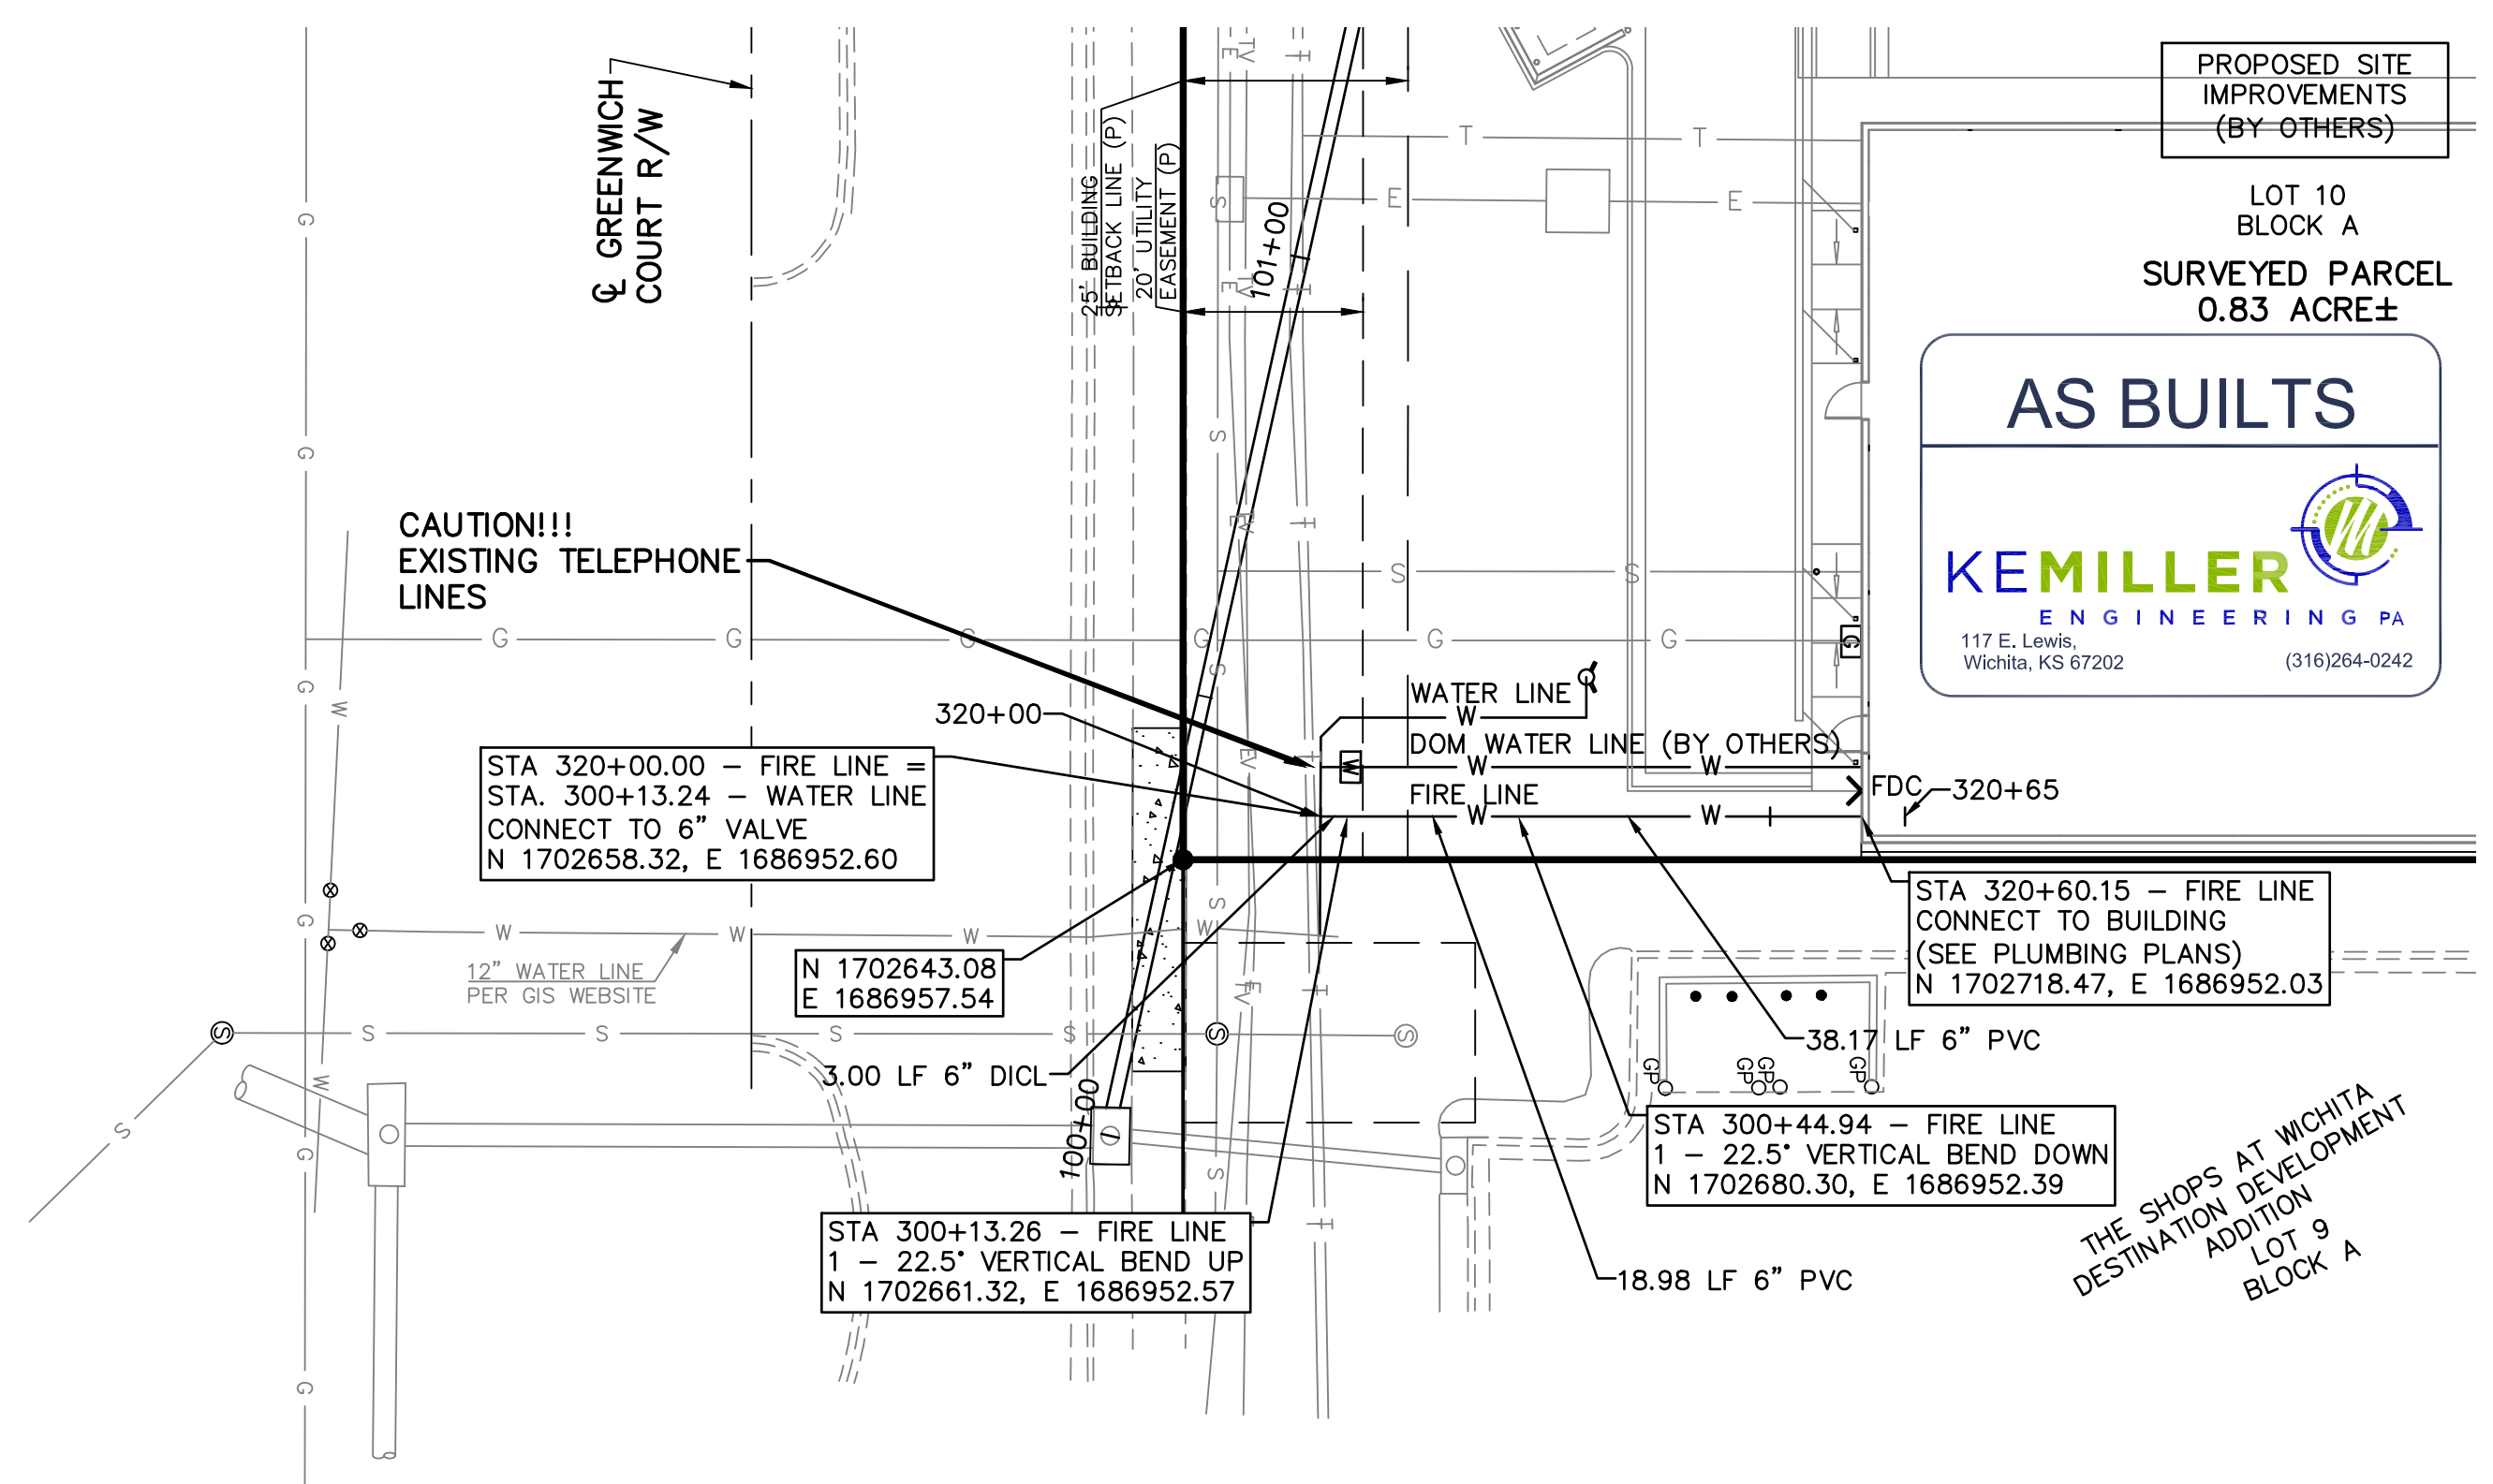 ℄ GREENWICH
COURT R/W
25' BUILDING
SETBACK LINE (P)
20' UTILITY
EASEMENT (P)
101+00
PROPOSED SITE
IMPROVEMENTS
(BY OTHERS)
LOT 10
BLOCK A
SURVEYED PARCEL
0.83 ACRE±
AS BUILTS
KEMILLER
ENGINEERING PA
117 E. Lewis,
Wichita, KS 67202
(316)264-0242
CAUTION!!!
EXISTING TELEPHONE
LINES
320+00
STA 320+00.00 – FIRE LINE =
STA. 300+13.24 – WATER LINE
CONNECT TO 6" VALVE
N 1702658.32, E 1686952.60
WATER LINE
DOM WATER LINE (BY OTHERS)
FIRE LINE
FDC
320+65
STA 320+60.15 – FIRE LINE
CONNECT TO BUILDING
(SEE PLUMBING PLANS)
N 1702718.47, E 1686952.03
12" WATER LINE
PER GIS WEBSITE
N 1702643.08
E 1686957.54
3.00 LF 6" DICL
100+00
38.17 LF 6" PVC
GP
GP
GP
GP
STA 300+44.94 – FIRE LINE
1 – 22.5° VERTICAL BEND DOWN
N 1702680.30, E 1686952.39
STA 300+13.26 – FIRE LINE
1 – 22.5° VERTICAL BEND UP
N 1702661.32, E 1686952.57
18.98 LF 6" PVC
THE SHOPS AT WICHITA
DESTINATION DEVELOPMENT
ADDITION
LOT 9
BLOCK A